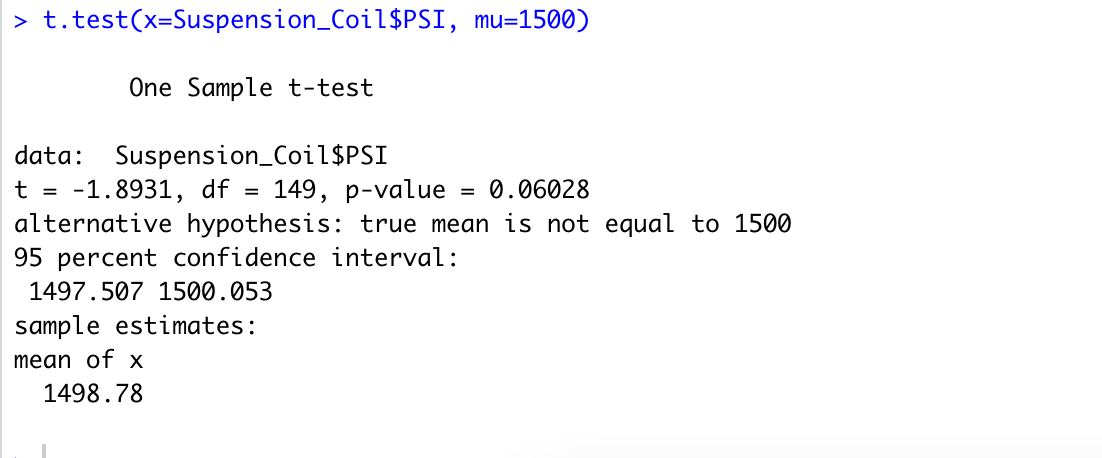 > t.test(x=Suspension_Coil$PSI, mu=1500)
One Sample t-test
data:  Suspension_Coil$PSI
t = -1.8931, df = 149, p-value = 0.06028
alternative hypothesis: true mean is not equal to 1500
95 percent confidence interval:
1497.507 1500.053
sample estimates:
mean of x
1498.78